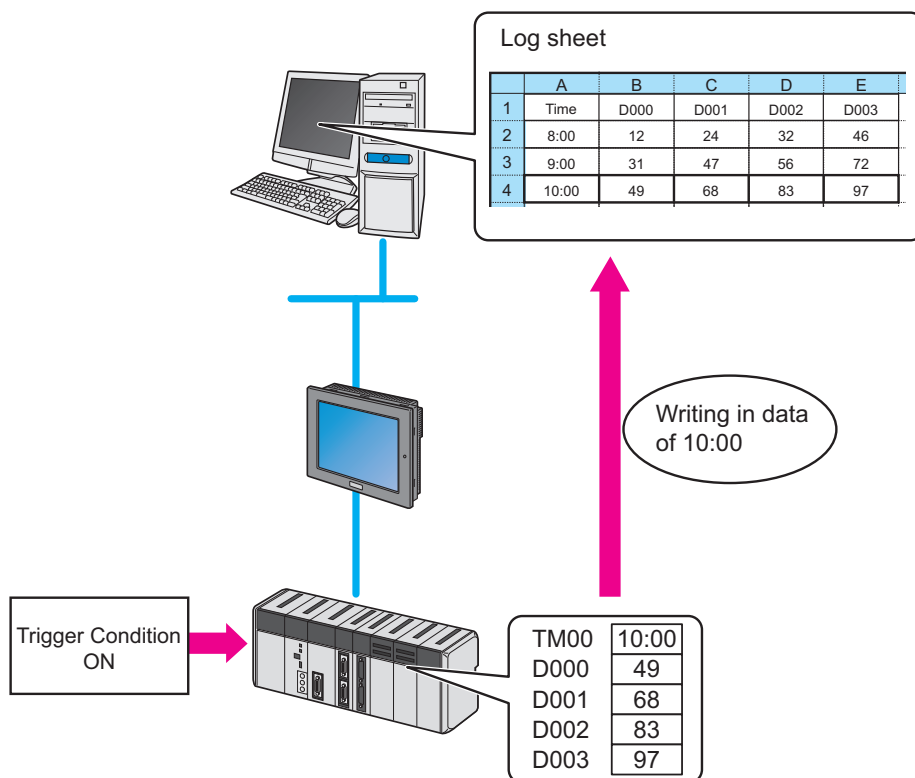 Log sheet
A B C D E
1 Time D000 D001 D002 D003
2 8:00 12 24 32 46
3 9:00 31 47 56 72
4 10:00 49 68 83 97
Writing in data
of 10:00
Trigger Condition
ON
TM00 10:00
D000 49
D001 68
D002 83
D003 97